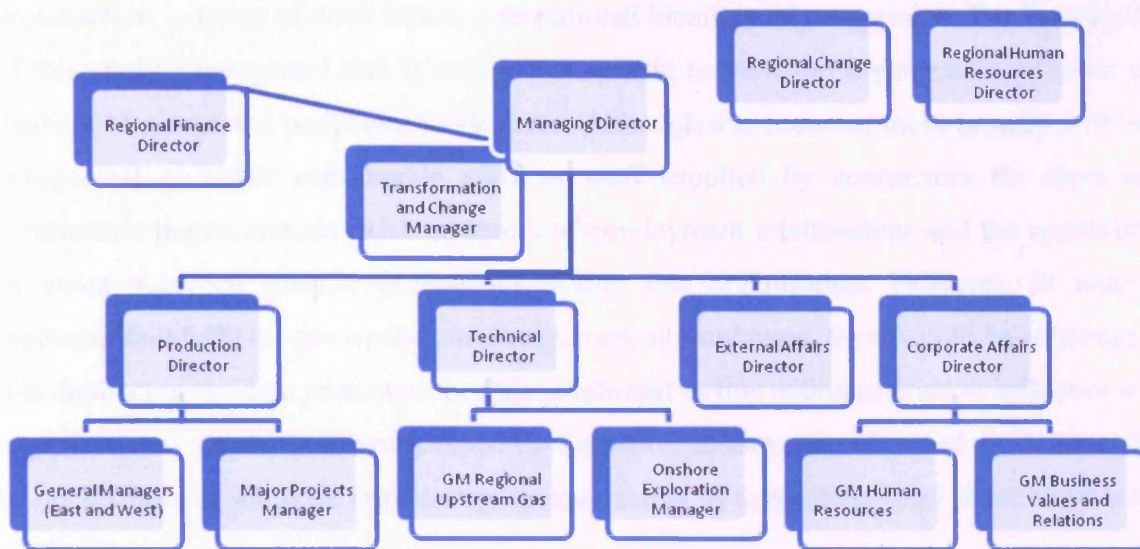 Regional Change
Director
Regional Human
Resources
Director
Regional Finance
Director
Managing Director
Transformation
and Change
Manager
Production
Director
Technical
Director
External Affairs
Director
Corporate Affairs
Director
General Managers
(East and West)
Major Projects
Manager
GM Regional
Upstream Gas
Onshore
Exploration
Manager
GM Human
Resources
GM Business
Values and
Relations